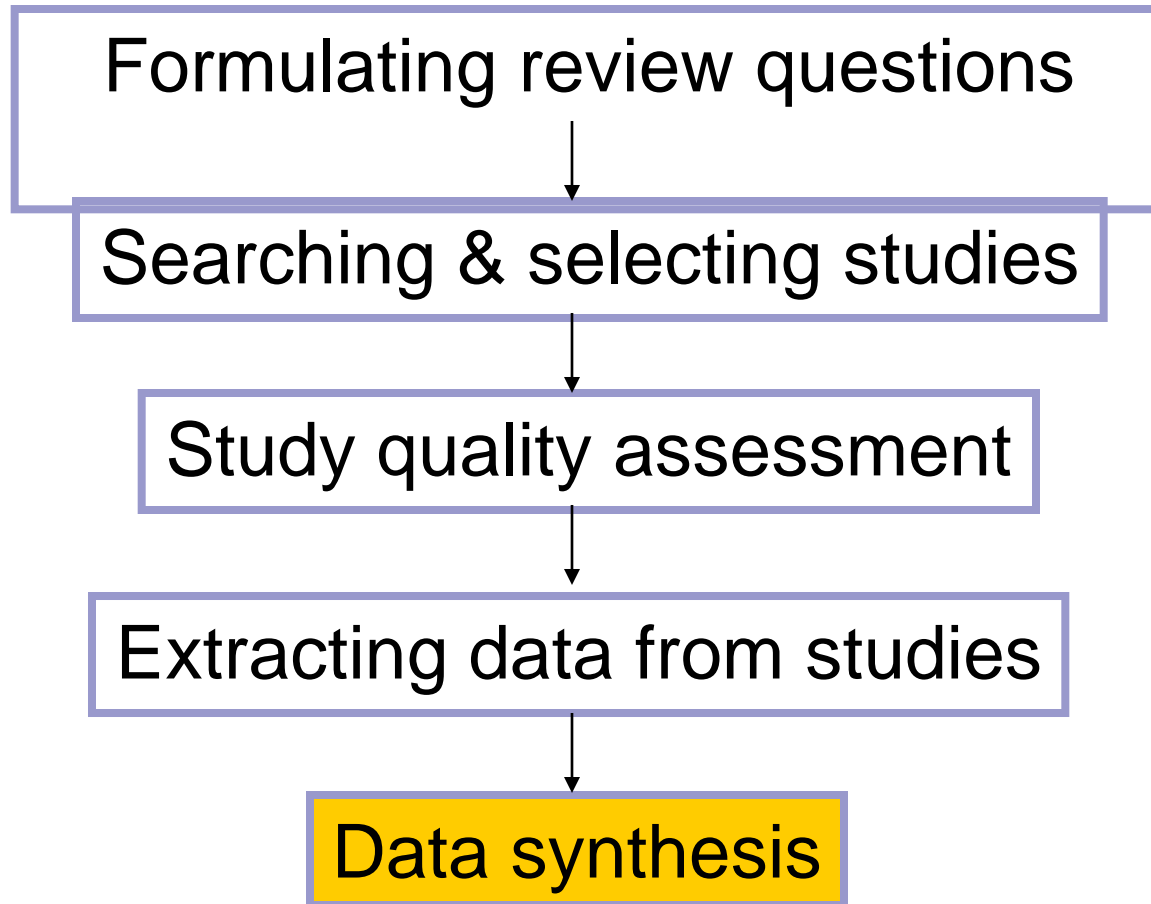 Formulating review questions
Searching & selecting studies
Study quality assessment
Extracting data from studies
Data synthesis